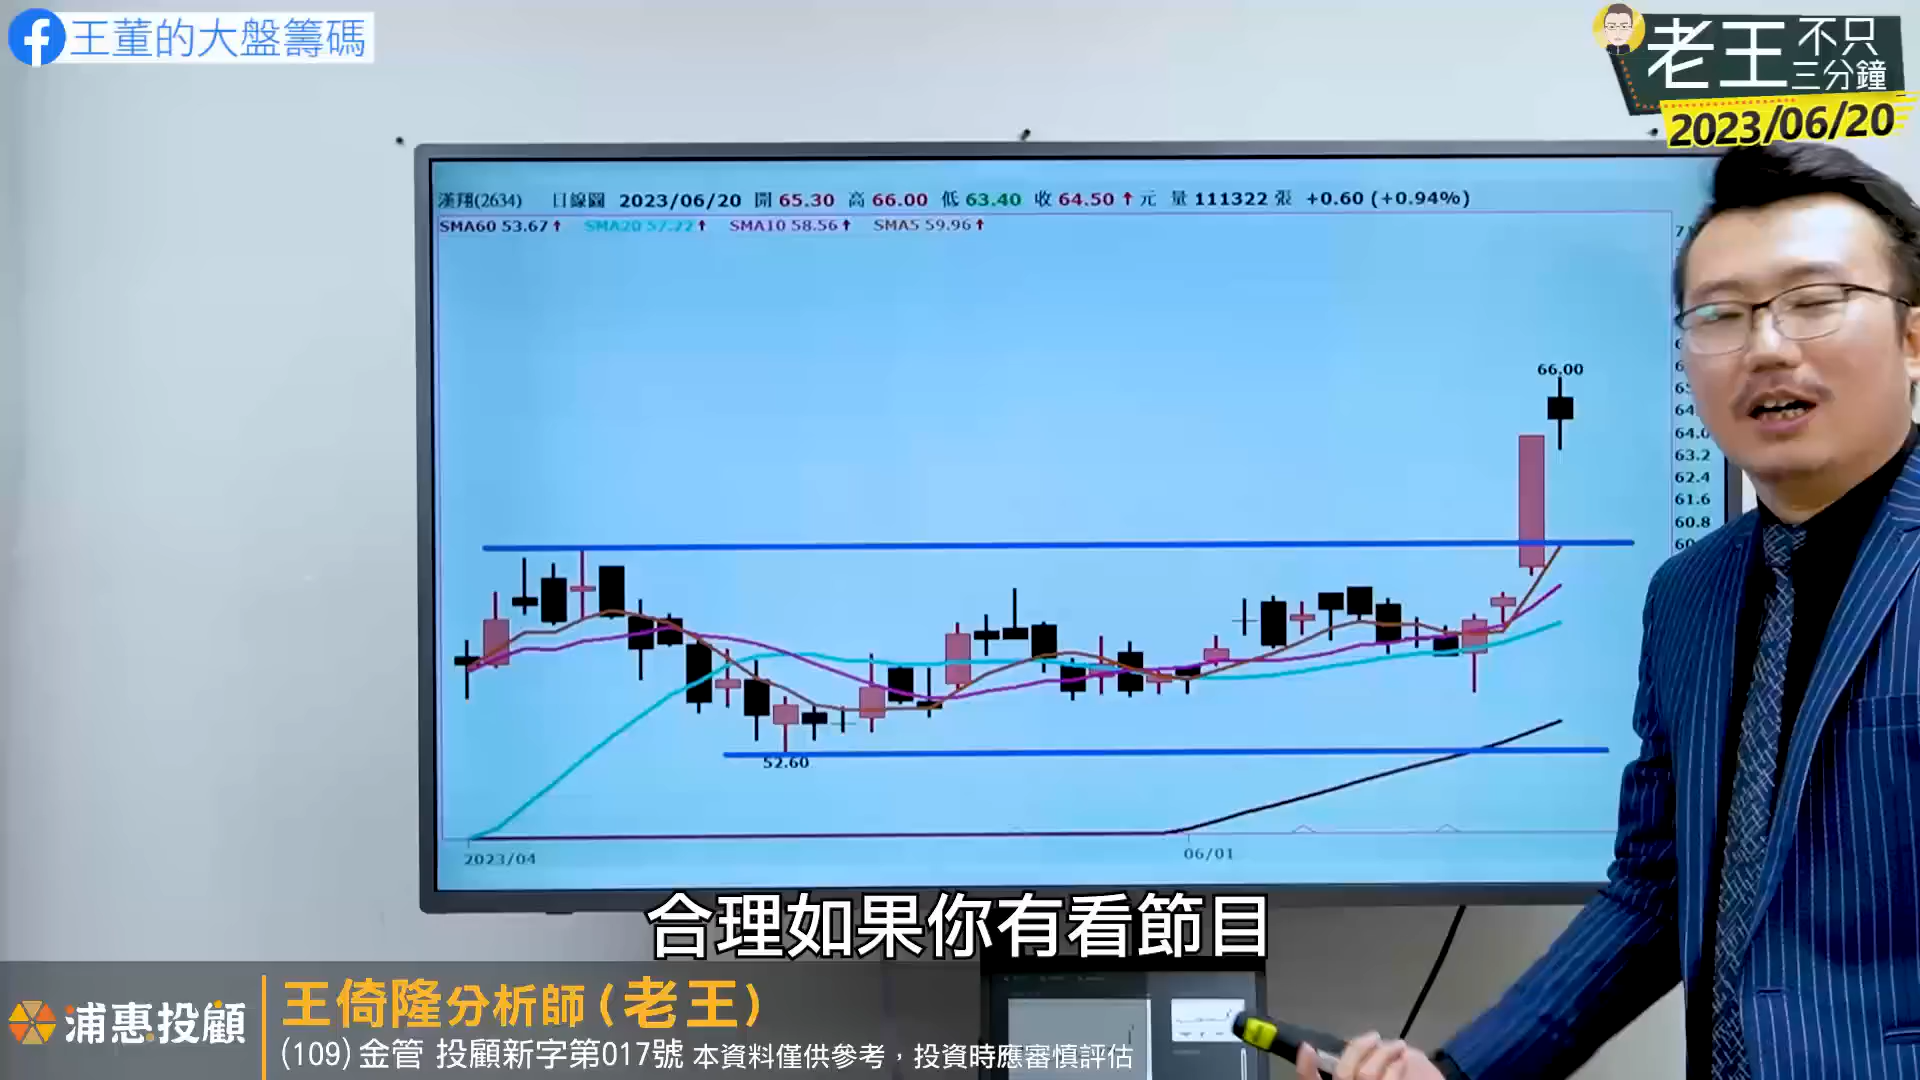 王董的大盤籌碼
老王 不只三分鐘
2023/06/20
漢翔(2634) 日線圖 2023/06/20 開 65.30 高 66.00 低 63.40 收 64.50↑元 量 111322 張 +0.60 (+0.94%)
SMA60 53.67↑ SMA20 57.22↑ SMA10 58.56↑ SMA5 59.96↑
66.00
64.0
63.2
62.4
61.6
60.8
52.60
2023/04
06/01
合理如果你有看節目
浦惠投顧
王倚隆分析師(老王)
(109)金管 投顧新字第017號 本資料僅供參考，投資時應審慎評估